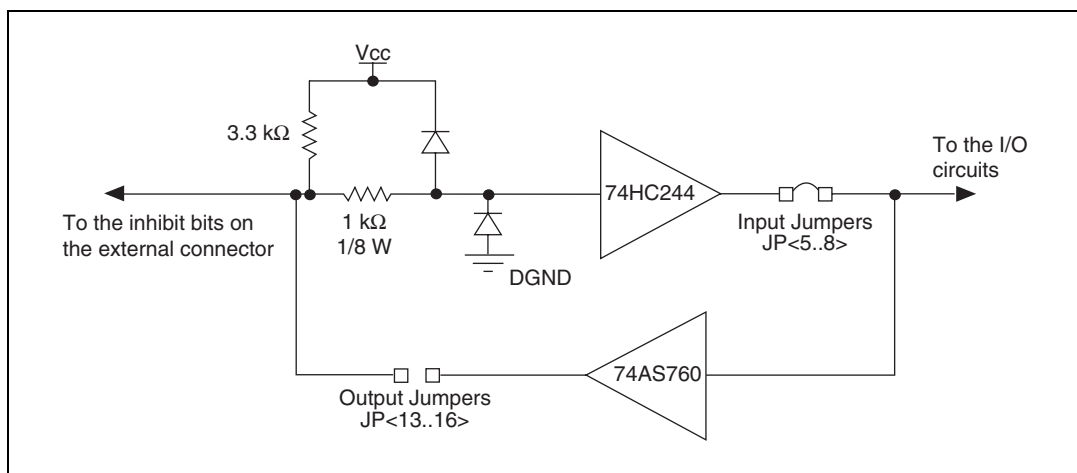 Vcc
3.3 kΩ
74HC244
To the I/O
circuits
To the inhibit bits on
the external connector
1 kΩ
1/8 W
DGND
Input Jumpers
JP<5..8>
74AS760
Output Jumpers
JP<13..16>